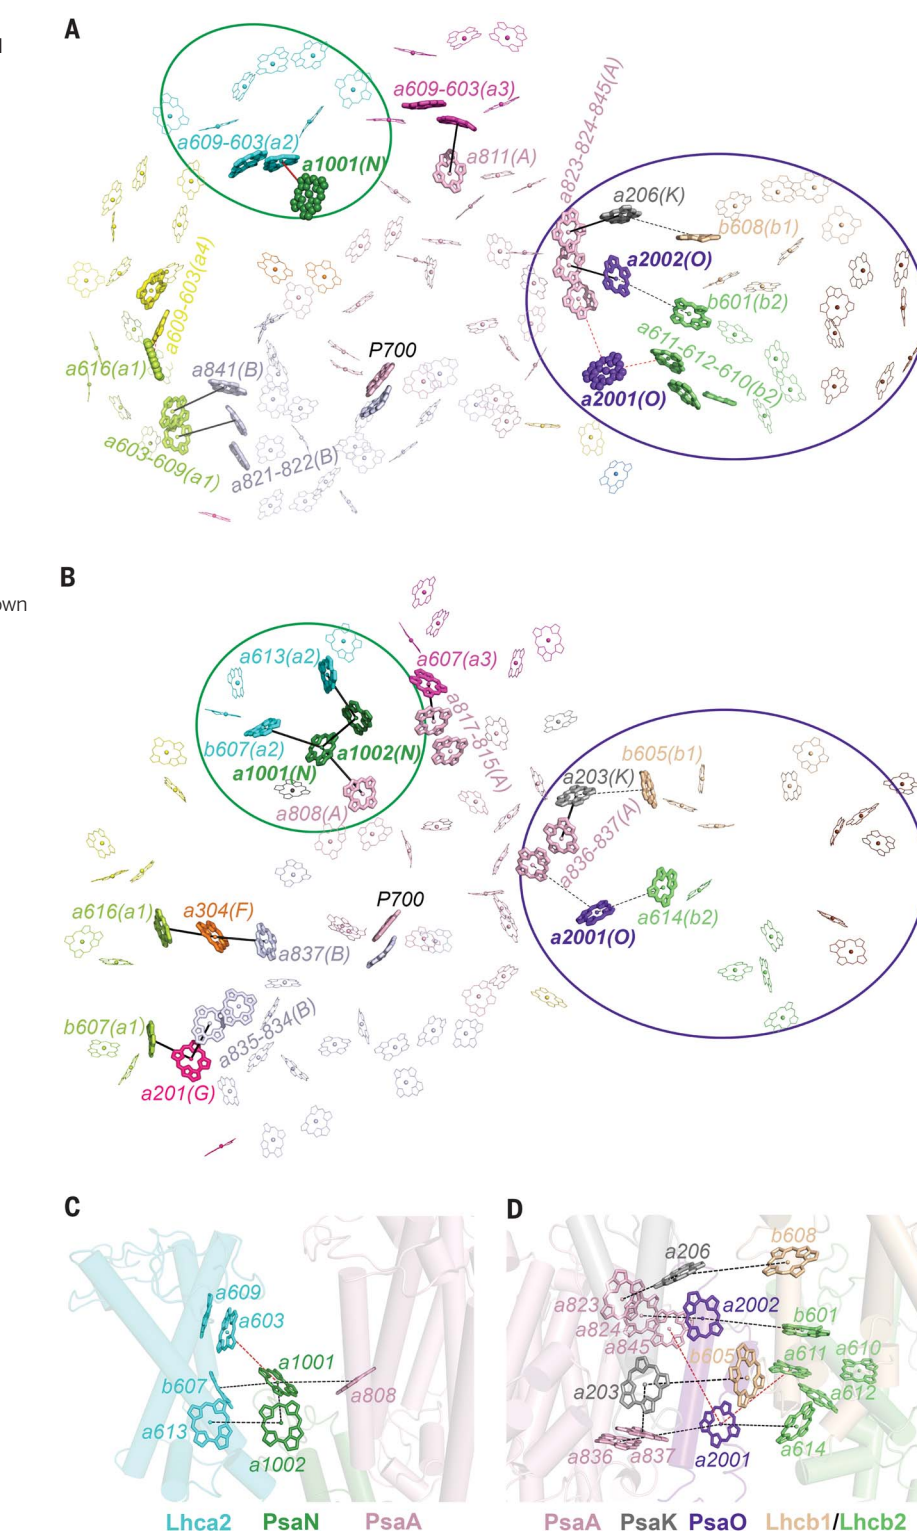 A
a609-603(a3)
a609-603(a2)
a1001(N)
a811(A)
a823-824-845(A)
a206(K)
b608(b1)
a2002(O)
b601(b2)
a611-612-610(b2)
a2001(O)
a609-603(a4)
P700
a616(a1)
a841(B)
a603-609(a1)
a821-822(B)
B
own
a613(a2)
a607(a3)
a817-815(A)
b607(a2)
a1002(N)
a1001(N)
a808(A)
b605(b1)
a203(K)
a836-837(A)
a616(a1)
a304(F)
P700
a837(B)
a614(b2)
a2001(O)
b607(a1)
a835-834(B)
a201(G)
C
a609
a603
a1001
b607
a808
a613
a1002
Lhca2 PsaN PsaA
D
b608
a206
a823
a2002
a824
b601
a845
b605
a611
a610
a203
a612
a836
a837
a2001
a614
PsaA PsaK PsaO Lhcb1/Lhcb2